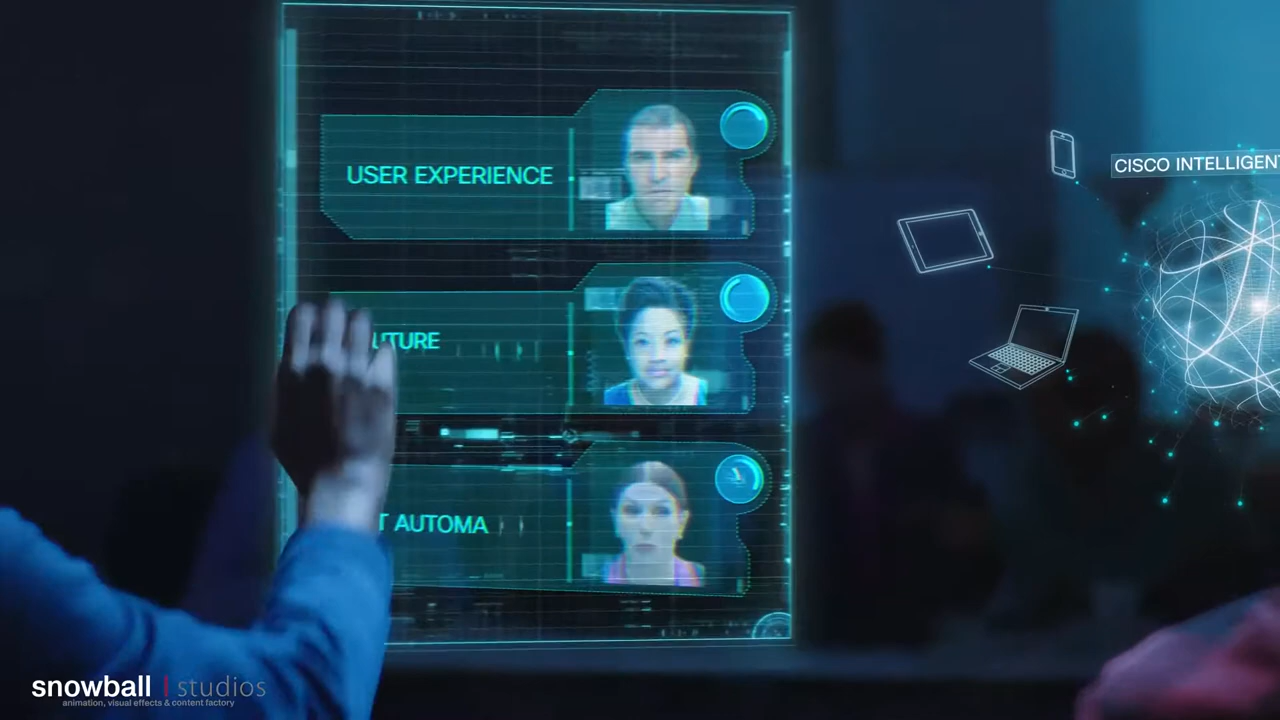 USER EXPERIENCE
CISCO INTELLIGENT
UTURE
T AUTOMA
snowball | studios
animation, visual effects & content factory